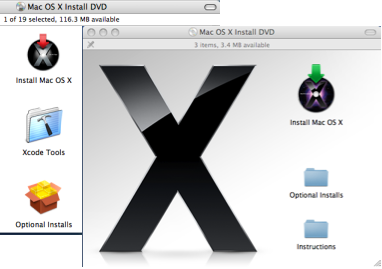 Mac OS X Install DVD
1 of 19 selected, 116.3 MB available
Install Mac OS X
Xcode Tools
Optional Installs
Mac OS X Install DVD
3 items, 3.4 MB available
Install Mac OS X
Optional Installs
Instructions